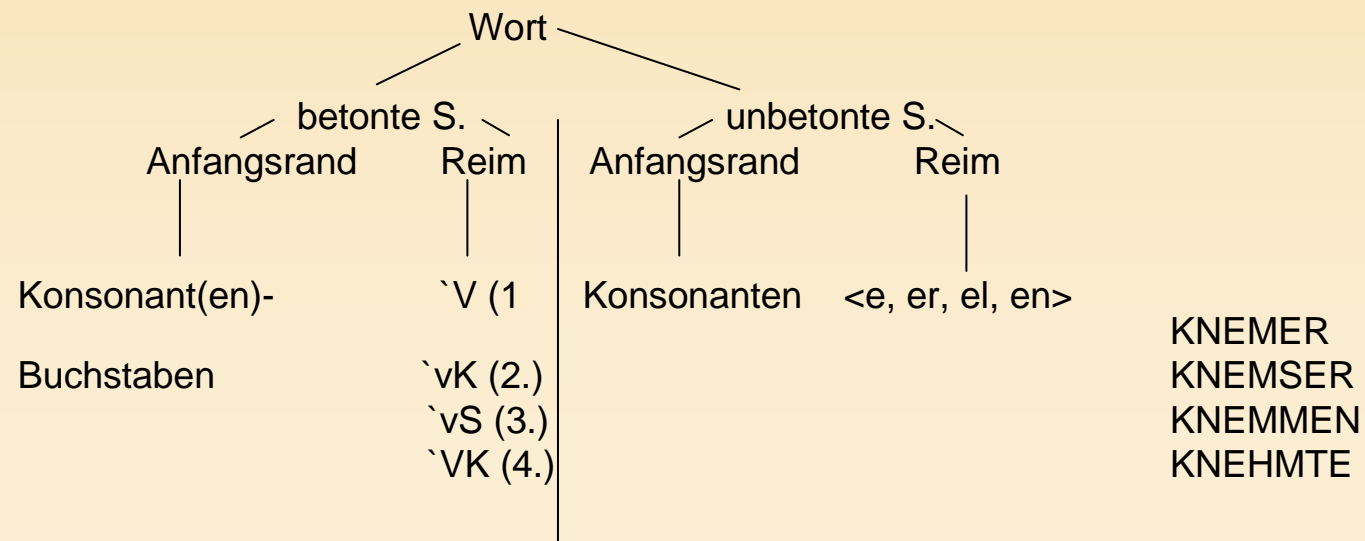 Wort
betonte S. unbetonte S.
Anfangsrand Reim Anfangsrand Reim
Konsonant(en)- `V (1 Konsonanten <e, er, el, en>
KNEMER
Buchstaben `vK (2.) KNEMSER
`vS (3.) KNEMMEN
`VK (4.) KNEHMTE